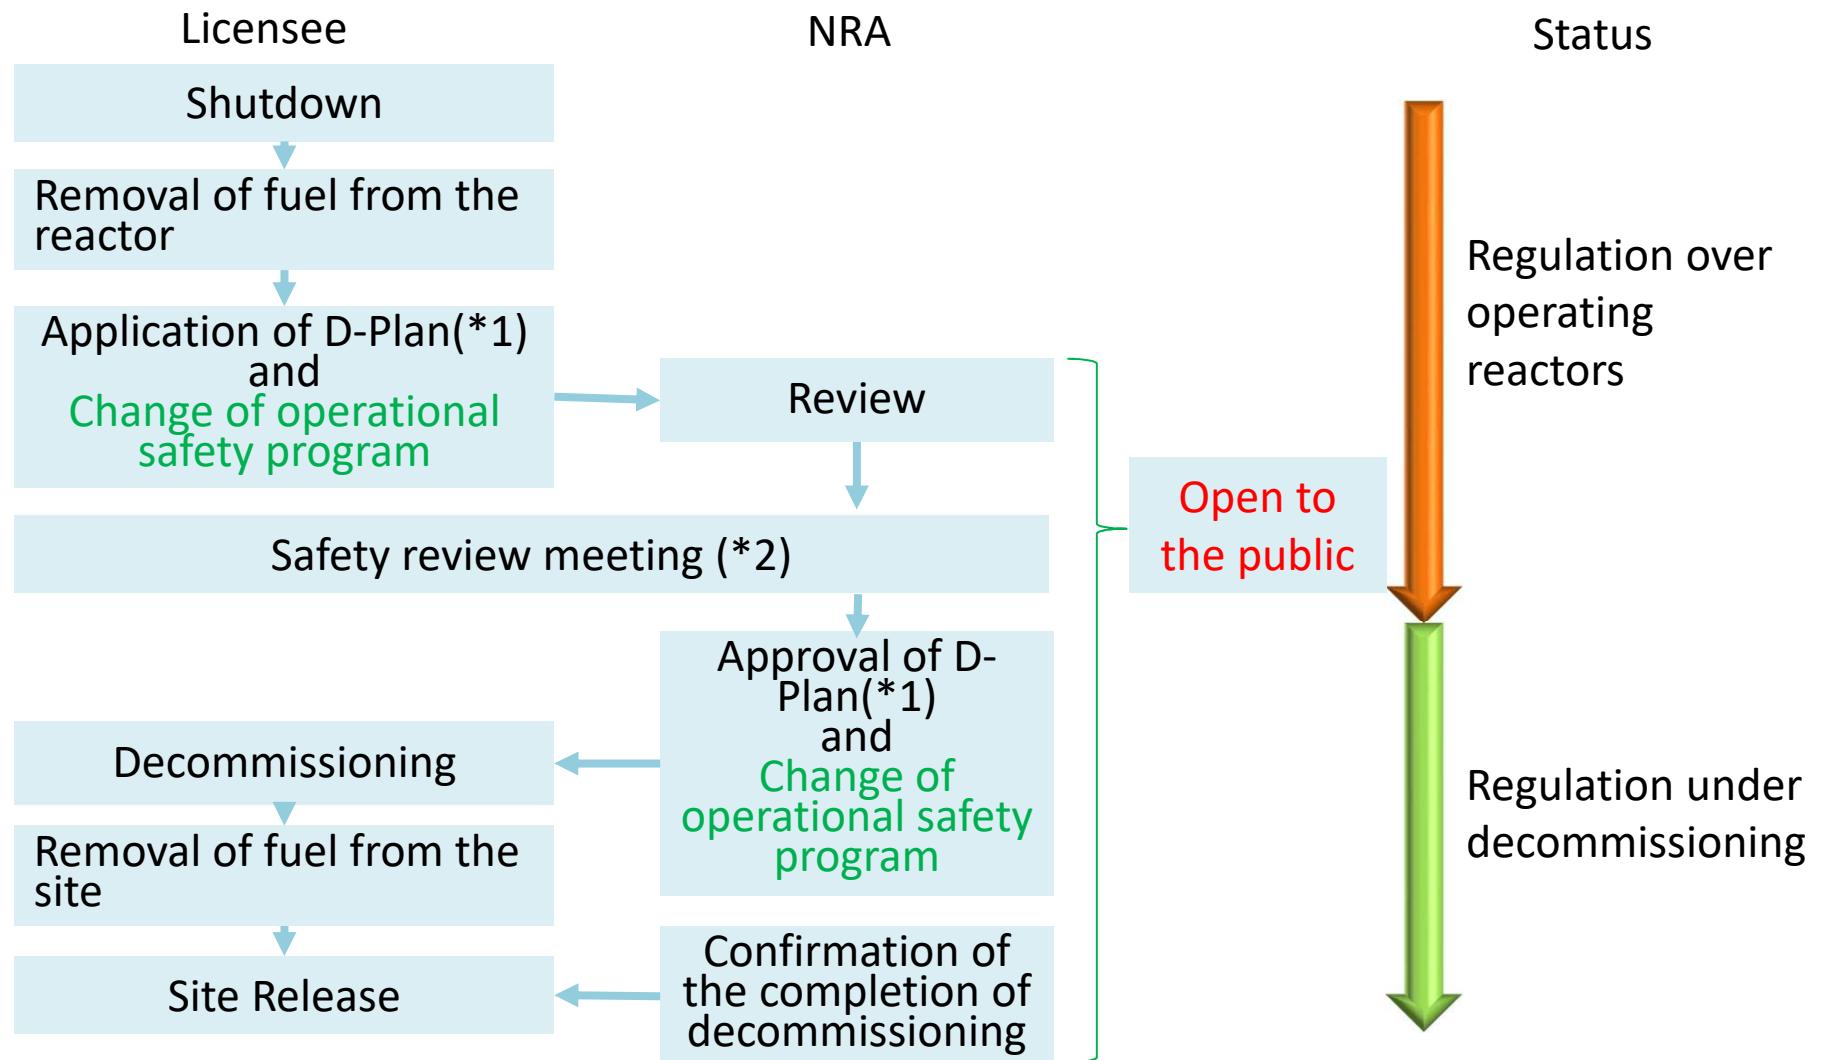 Licensee
NRA
Status
Shutdown
Removal of fuel from the
reactor
Application of D-Plan(*1)
and
Change of operational
safety program
Review
Safety review meeting (*2)
Approval of D-
Plan(*1)
and
Change of
operational safety
program
Decommissioning
Removal of fuel from the
site
Site Release
Confirmation of
the completion of
decommissioning
Open to
the public
Regulation over
operating
reactors
Regulation under
decommissioning